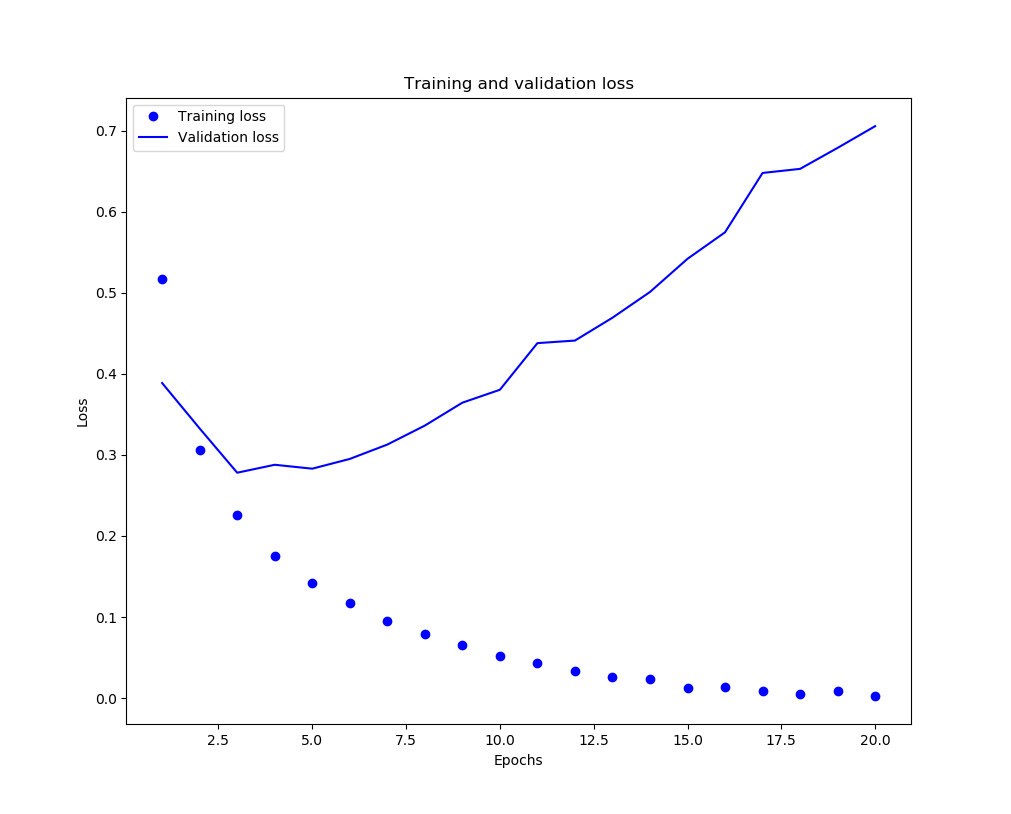 Training and validation loss
Training loss
Validation loss
0.7
0.6
0.5
0.4
0.3
0.2
0.1
0.0
Loss
2.5 5.0 7.5 10.0 12.5 15.0 17.5 20.0
Epochs